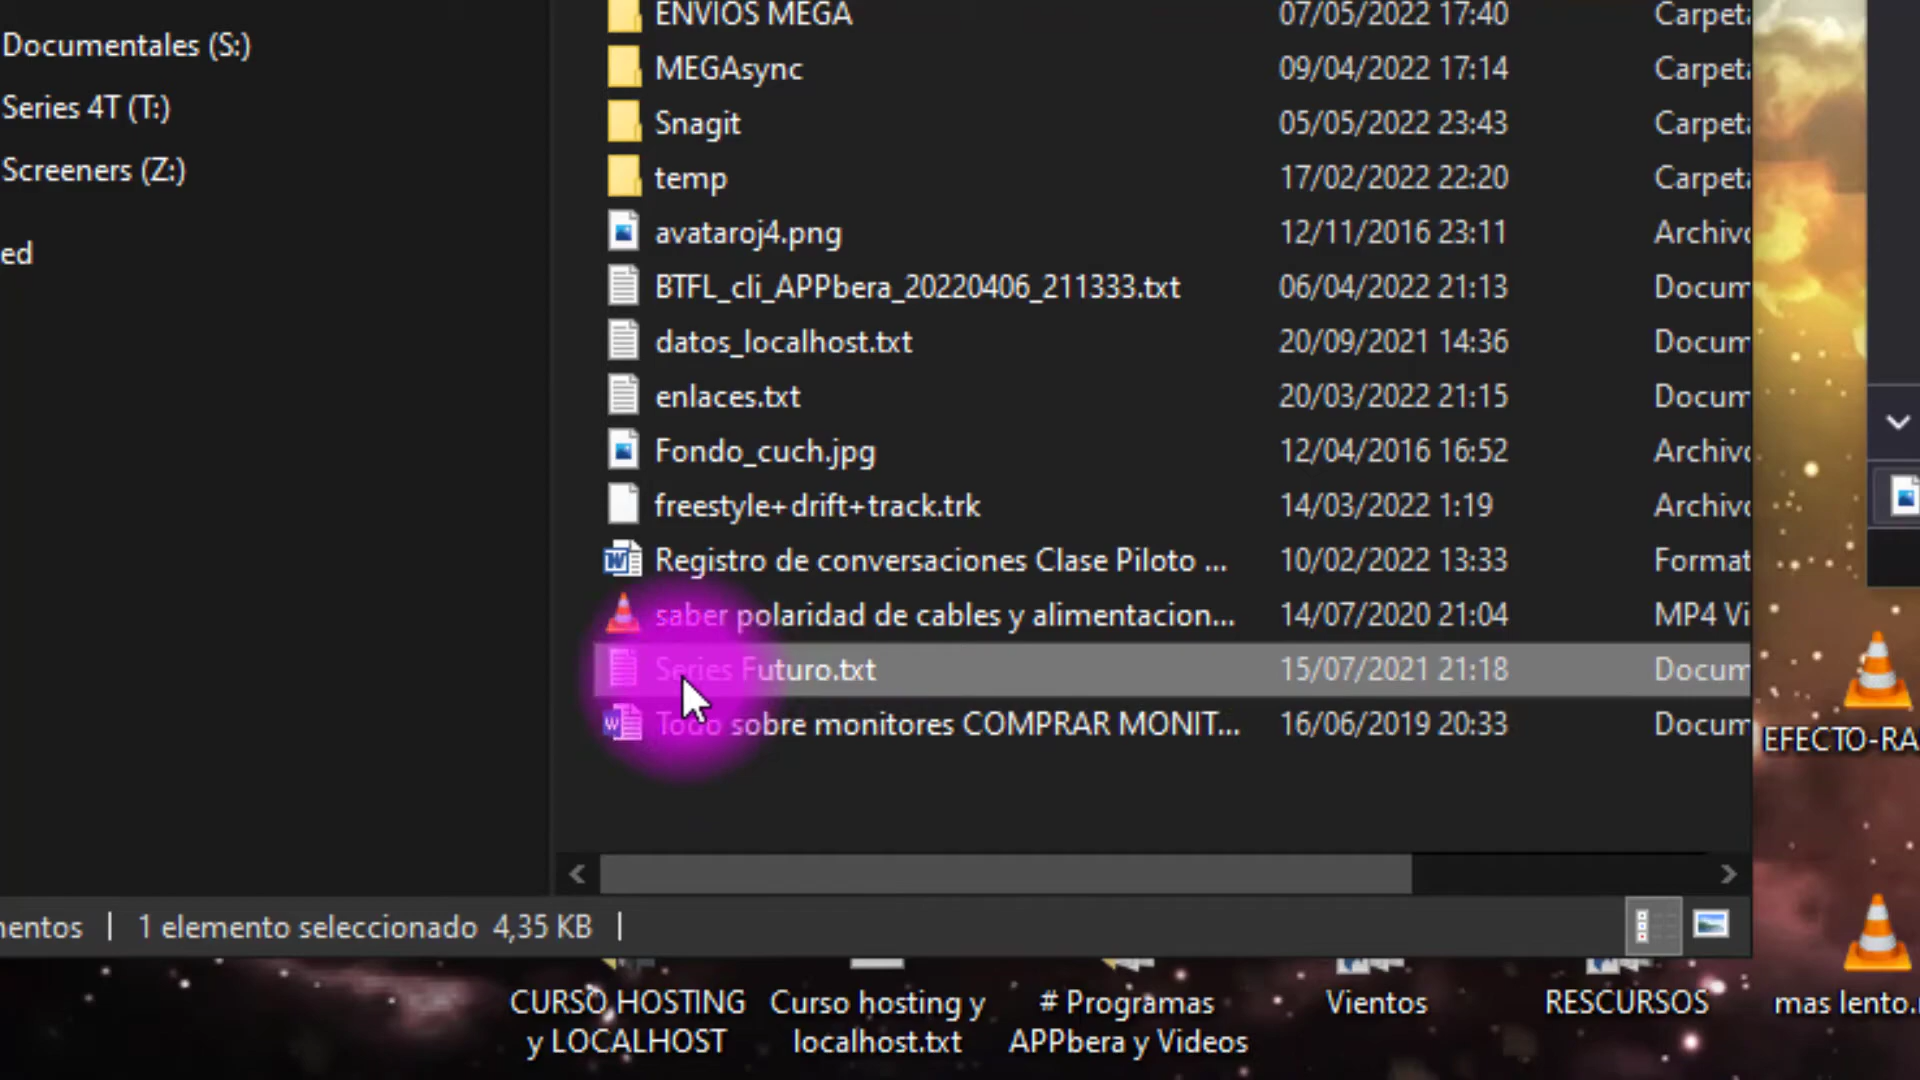 Documentales (S:)
Series 4T (T:)
Screeners (Z:)
ed
ENVIOS MEGA 07/05/2022 17:40 Carpeta
MEGAsync 09/04/2022 17:14 Carpeta
Snagit 05/05/2022 23:43 Carpeta
temp 17/02/2022 22:20 Carpeta
avataroj4.png 12/11/2016 23:11 Archivo
BTFL_cli_APPbera_20220406_211333.txt 06/04/2022 21:13 Docum
datos_localhost.txt 20/09/2021 14:36 Docum
enlaces.txt 20/03/2022 21:15 Docum
Fondo_cuch.jpg 12/04/2016 16:52 Archivo
freestyle+drift+track.trk 14/03/2022 1:19 Archivo
Registro de conversaciones Clase Piloto ... 10/02/2022 13:33 Format
saber polaridad de cables y alimentacion... 14/07/2020 21:04 MP4 Vi
Series Futuro.txt 15/07/2021 21:18 Docum
Todo sobre monitores COMPRAR MONIT... 16/06/2019 20:33 Docum
mentos | 1 elemento seleccionado 4,35 KB |
EFECTO-RA
CURSO HOSTING
y LOCALHOST
Curso hosting y
localhost.txt
# Programas
APPbera y Videos
Vientos
RESCURSOS
mas lento.